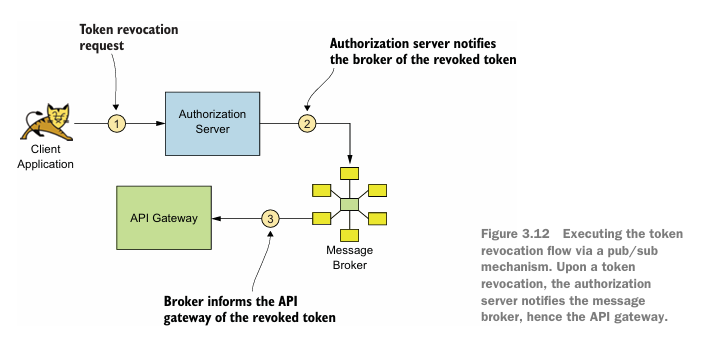 Token revocation
request
Authorization server notifies
the broker of the revoked token
1
Authorization
Server
2
Client
Application
API Gateway
3
Message
Broker
Broker informs the API
gateway of the revoked token
Figure 3.12 Executing the token
revocation flow via a pub/sub
mechanism. Upon a token
revocation, the authorization
server notifies the message
broker, hence the API gateway.